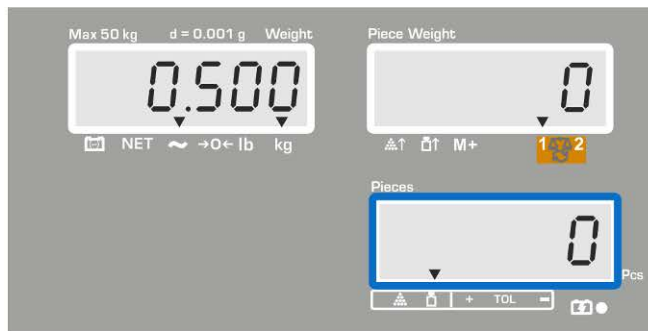 Max 50 kg d = 0.001 g Weight
0.500
NET →0← lb kg
Piece Weight
0
M+ 1 2
Pieces
0
Pcs
+ TOL -